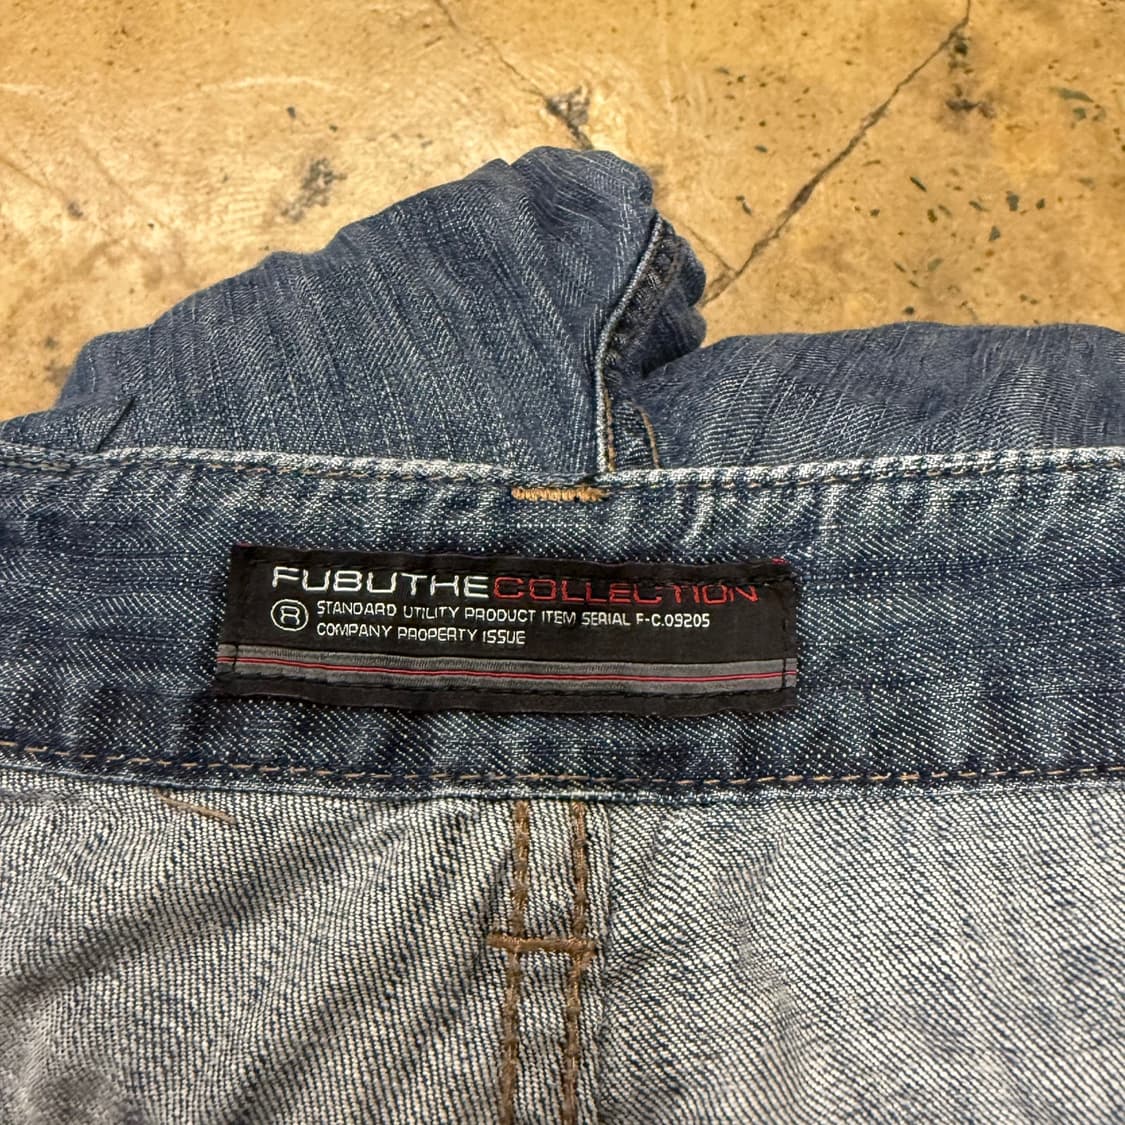 FUBUTHECOLLECTION
R STANDARD UTILITY PRODUCT ITEM SERIAL F-C.09205
COMPANY PROPERTY ISSUE